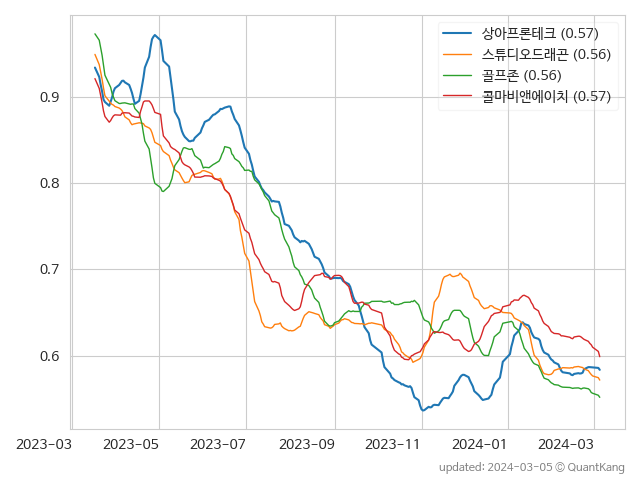 상아프론테크 (0.57)
스튜디오드래곤 (0.56)
골프존 (0.56)
콜마비앤에이치 (0.57)
0.9
0.8
0.7
0.6
2023-03 2023-05 2023-07 2023-09 2023-11 2024-01 2024-03
updated: 2024-03-05 © QuantKang